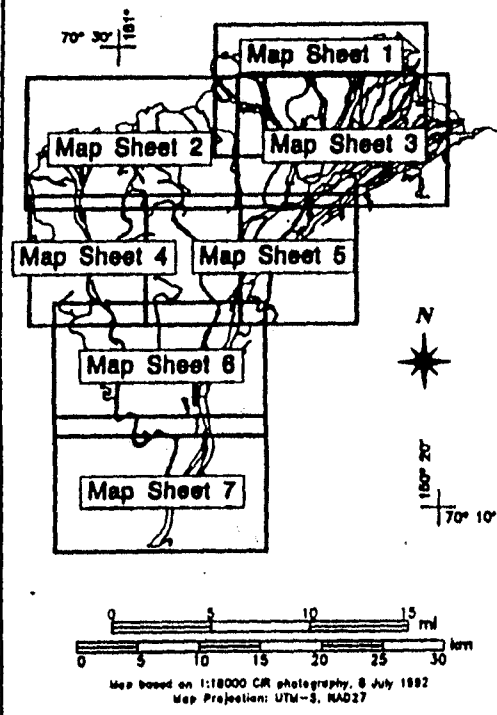 70° 30'
151°
Map Sheet 1
Map Sheet 2
Map Sheet 3
Map Sheet 4
Map Sheet 5
N
Map Sheet 6
150° 20'
Map Sheet 7
70° 10'
0 5 10 15 mi
0 5 10 15 20 25 30 km
Map based on 1:18000 CIR photography, 8 July 1992
Map Projection: UTM-5, NAD27